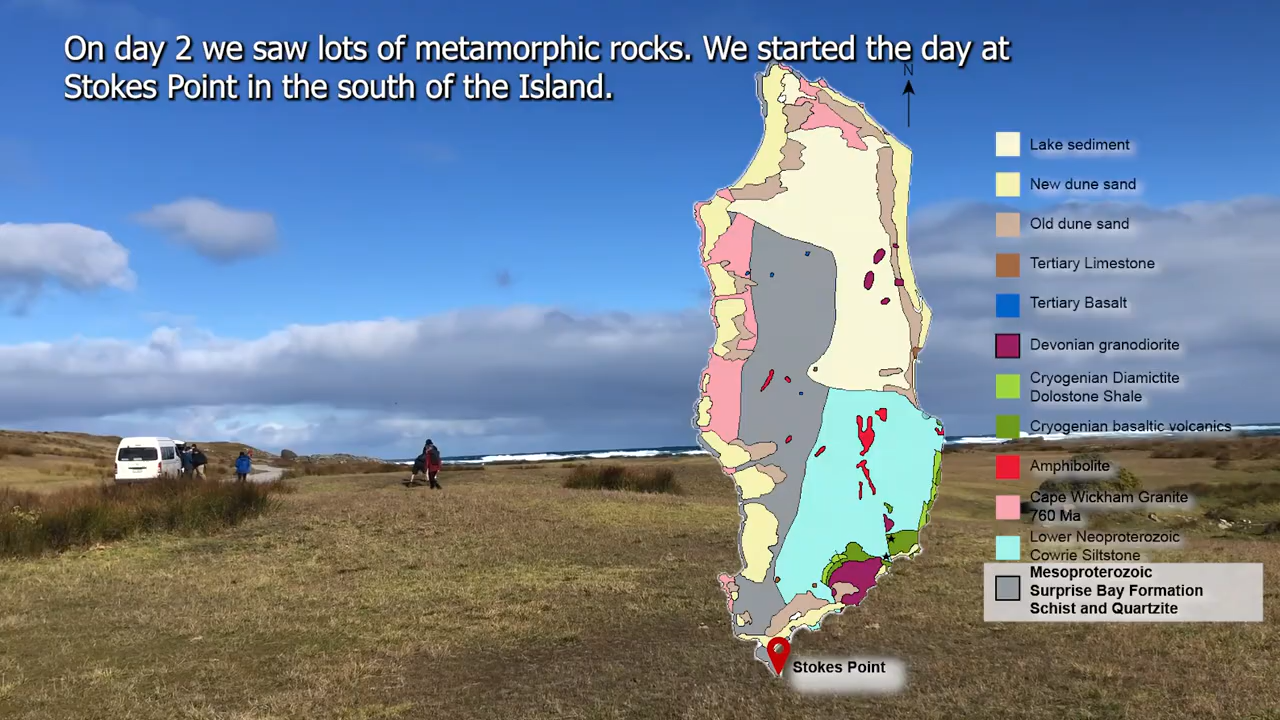 On day 2 we saw lots of metamorphic rocks. We started the day at
Stokes Point in the south of the Island.
N
Lake sediment
New dune sand
Old dune sand
Tertiary Limestone
Tertiary Basalt
Devonian granodiorite
Cryogenian Diamictite
Dolostone Shale
Cryogenian basaltic volcanics
Amphibolite
Cape Wickham Granite
760 Ma
Lower Neoproterozoic
Cowrie Siltstone
Mesoproterozoic
Surprise Bay Formation
Schist and Quartzite
Stokes Point